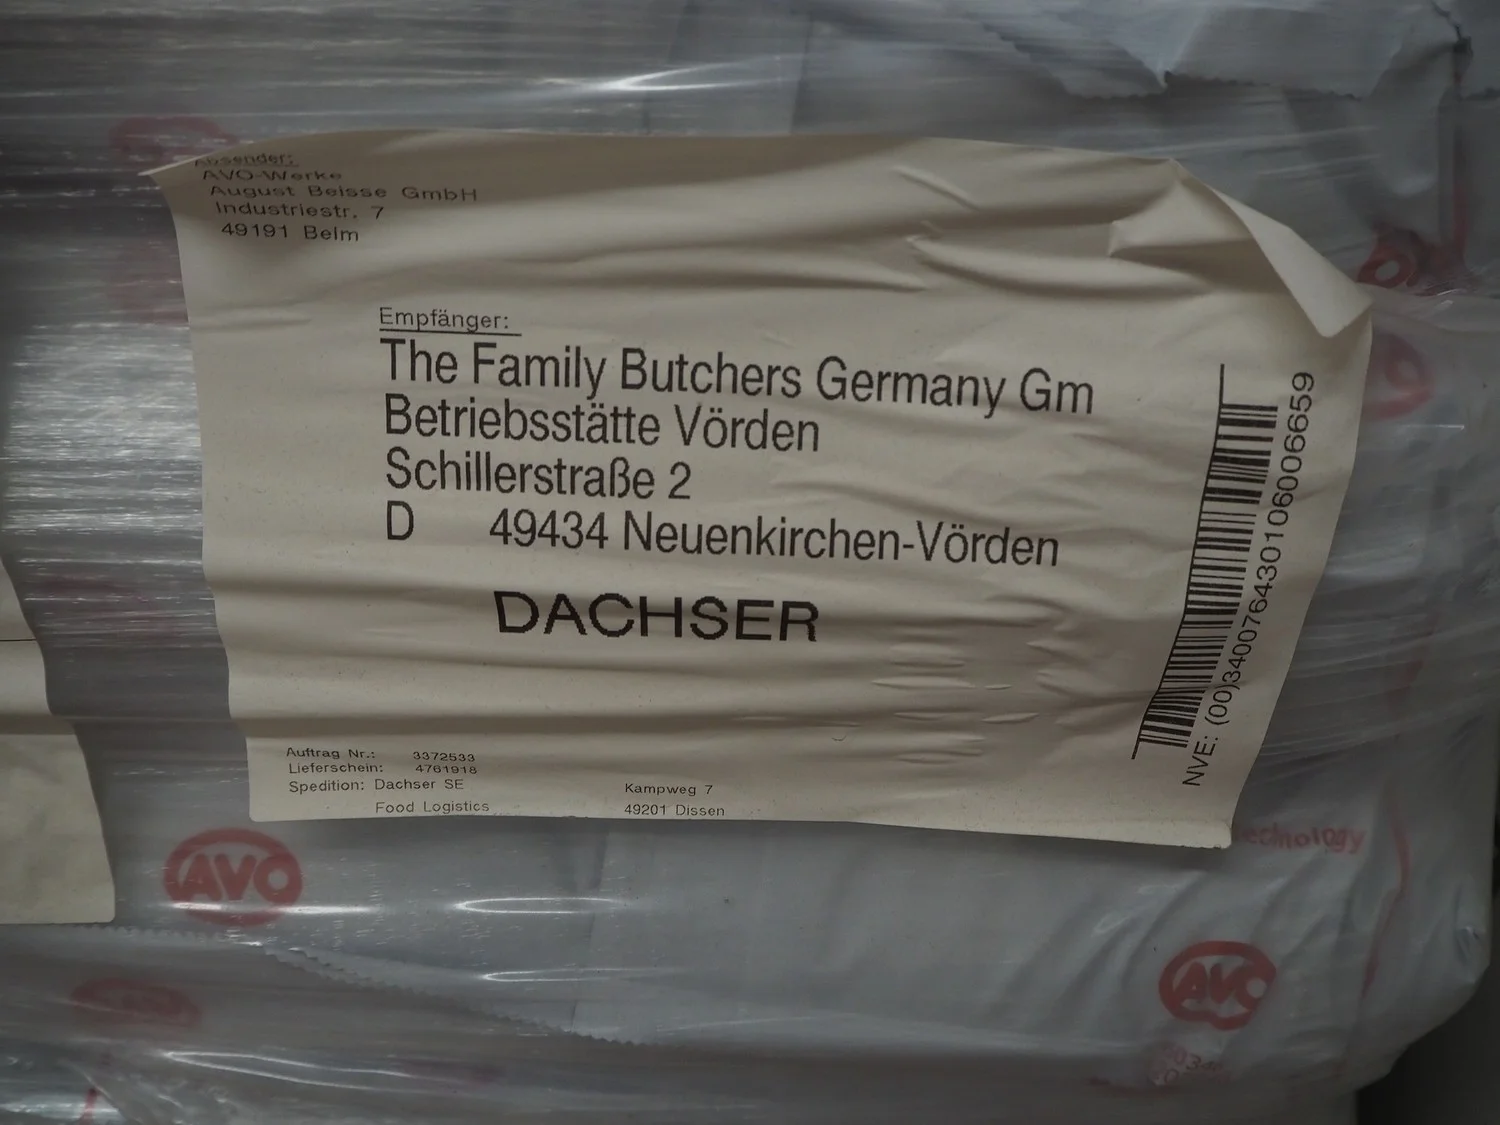 Absender:
AVO-Werke
August Beisse GmbH
Industriestr. 7
49191 Belm
Empfänger:
The Family Butchers Germany Gm
Betriebsstätte Vörden
Schillerstraße 2
D 49434 Neuenkirchen-Vörden
DACHSER
NVE: (00)340076430106006659
Auftrag Nr.: 3372533
Lieferschein: 4761918
Spedition: Dachser SE Kampweg 7
Food Logistics 49201 Dissen
echnology
AVO
AVO